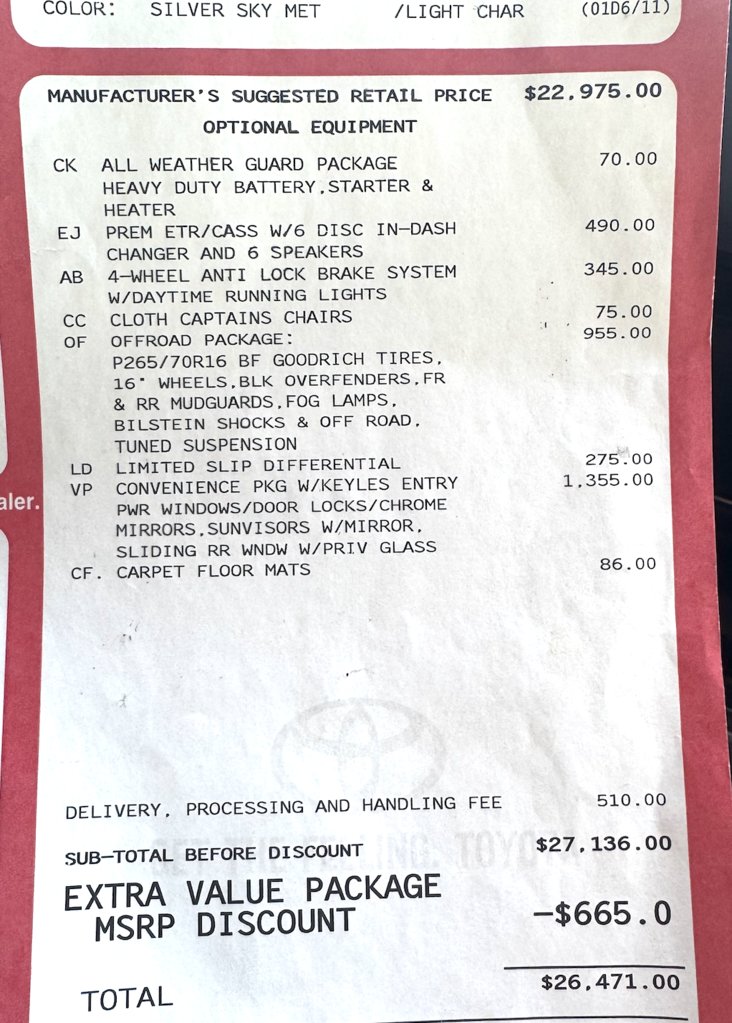 COLOR: SILVER SKY MET /LIGHT CHAR (01D6/11)
MANUFACTURER'S SUGGESTED RETAIL PRICE $22,975.00
OPTIONAL EQUIPMENT
CK ALL WEATHER GUARD PACKAGE 70.00
HEAVY DUTY BATTERY,STARTER &
HEATER
EJ PREM ETR/CASS W/6 DISC IN-DASH 490.00
CHANGER AND 6 SPEAKERS
AB 4-WHEEL ANTI LOCK BRAKE SYSTEM 345.00
W/DAYTIME RUNNING LIGHTS
CC CLOTH CAPTAINS CHAIRS 75.00
OF OFFROAD PACKAGE: 955.00
P265/70R16 BF GOODRICH TIRES,
16" WHEELS,BLK OVERFENDERS,FR
& RR MUDGUARDS,FOG LAMPS,
BILSTEIN SHOCKS & OFF ROAD,
TUNED SUSPENSION
LD LIMITED SLIP DIFFERENTIAL 275.00
VP CONVENIENCE PKG W/KEYLES ENTRY 1,355.00
aler.
PWR WINDOWS/DOOR LOCKS/CHROME
MIRRORS,SUNVISORS W/MIRROR,
SLIDING RR WNDW W/PRIV GLASS
CF. CARPET FLOOR MATS 86.00
DELIVERY, PROCESSING AND HANDLING FEE 510.00
SUB-TOTAL BEFORE DISCOUNT $27,136.00
GET THE FEELING. TOYO
EXTRA VALUE PACKAGE
MSRP DISCOUNT -$665.0
TOTAL $26,471.00